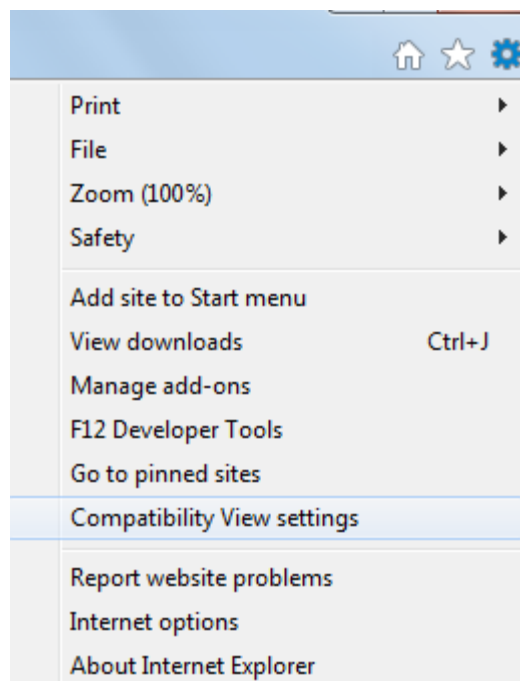 Print
File
Zoom (100%)
Safety
Add site to Start menu
View downloads Ctrl+J
Manage add-ons
F12 Developer Tools
Go to pinned sites
Compatibility View settings
Report website problems
Internet options
About Internet Explorer